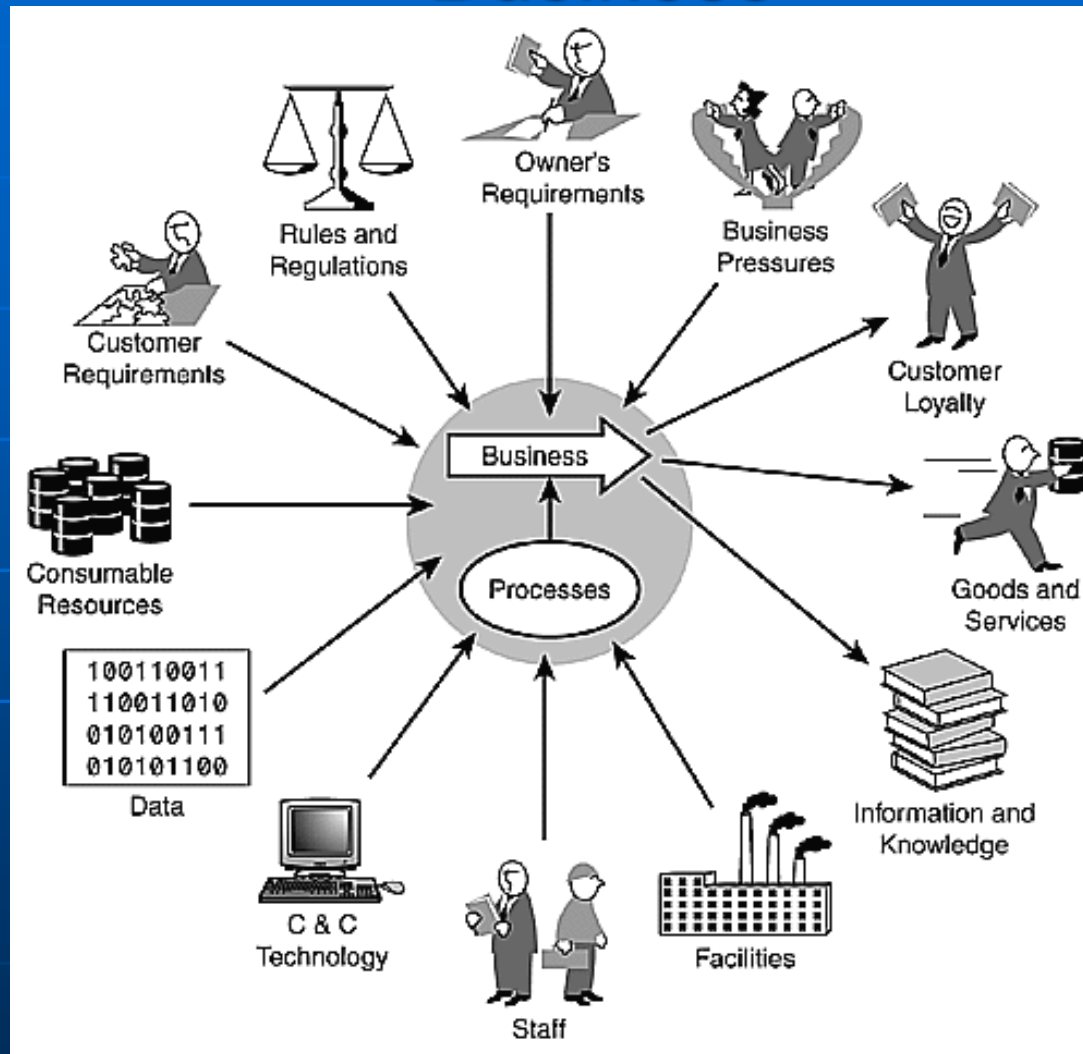 Owner's
Requirements
Rules and
Regulations
Business
Pressures
Customer
Requirements
Customer
Loyalty
Business
Consumable
Resources
Processes
Goods and
Services
100110011
110011010
010100111
010101100
Data
Information and
Knowledge
C & C
Technology
Facilities
Staff